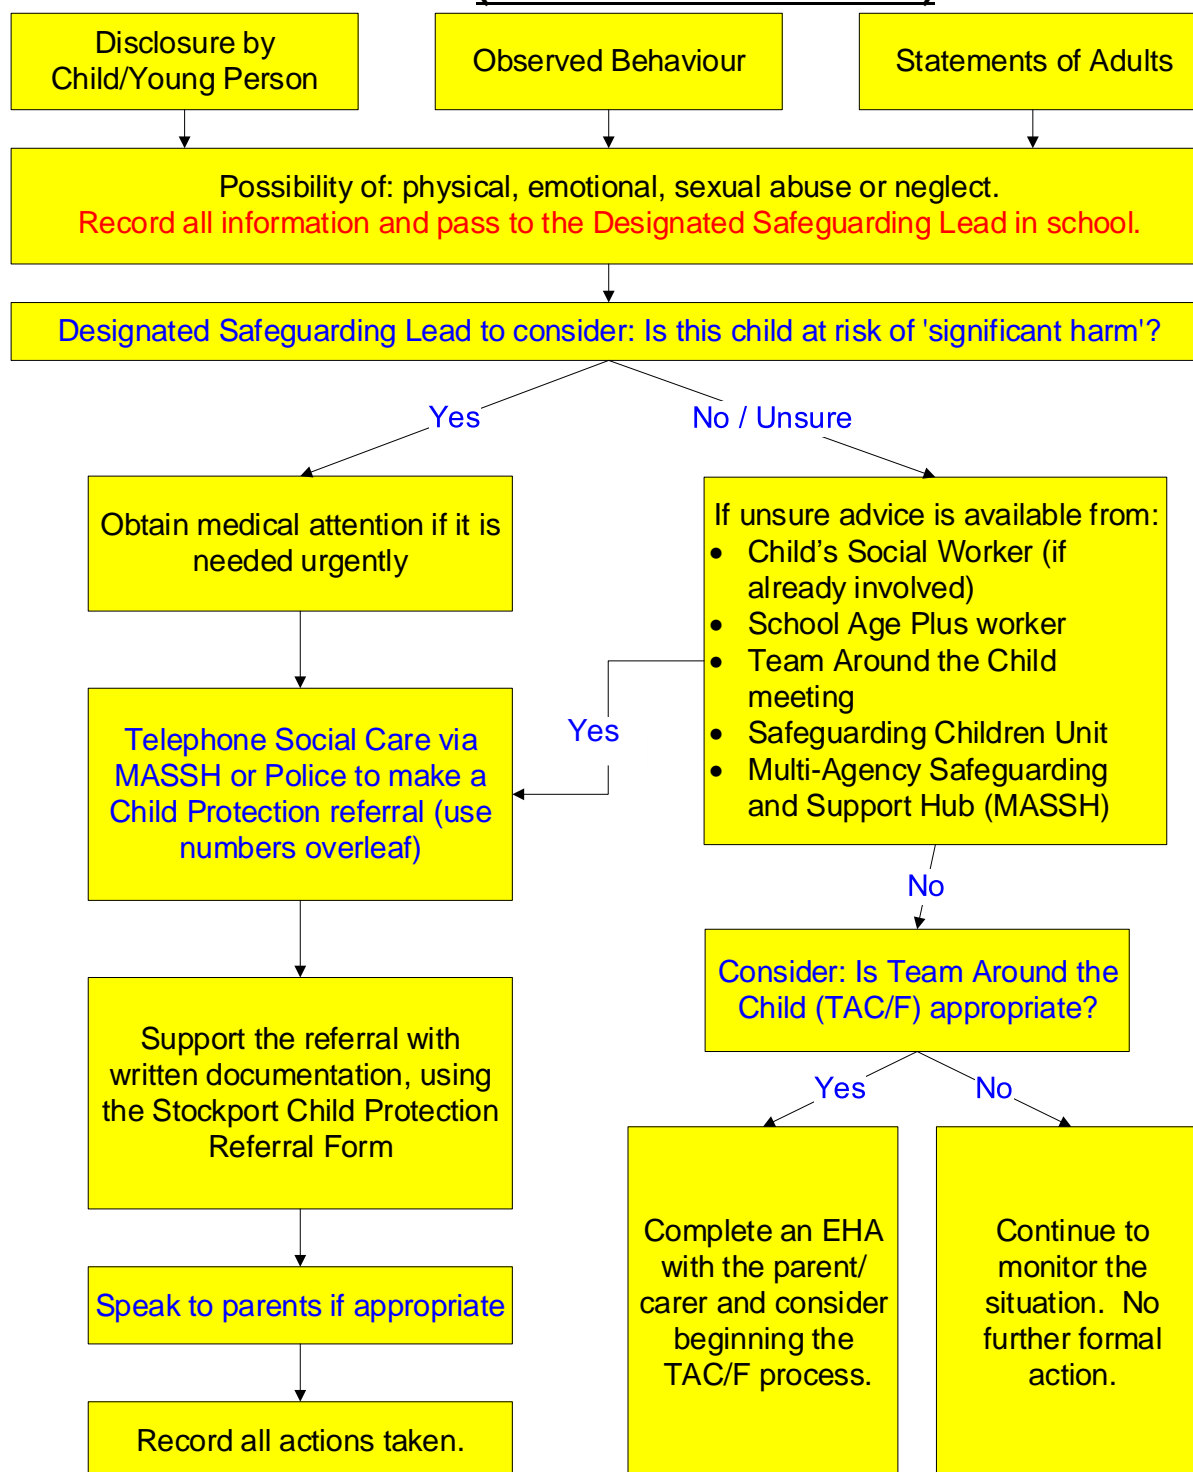 Disclosure by
Child/Young Person
Observed Behaviour
Statements of Adults
Possibility of: physical, emotional, sexual abuse or neglect.
Record all information and pass to the Designated Safeguarding Lead in school.
Designated Safeguarding Lead to consider: Is this child at risk of 'significant harm'?
Yes
No / Unsure
Obtain medical attention if it is
needed urgently
If unsure advice is available from:
• Child’s Social Worker (if
already involved)
• School Age Plus worker
• Team Around the Child
meeting
• Safeguarding Children Unit
• Multi-Agency Safeguarding
and Support Hub (MASSH)
Yes
Telephone Social Care via
MASSH or Police to make a
Child Protection referral (use
numbers overleaf)
No
Consider: Is Team Around the
Child (TAC/F) appropriate?
Support the referral with
written documentation, using
the Stockport Child Protection
Referral Form
Yes
No
Complete an EHA
with the parent/
carer and consider
beginning the
TAC/F process.
Continue to
monitor the
situation.  No
further formal
action.
Speak to parents if appropriate
Record all actions taken.